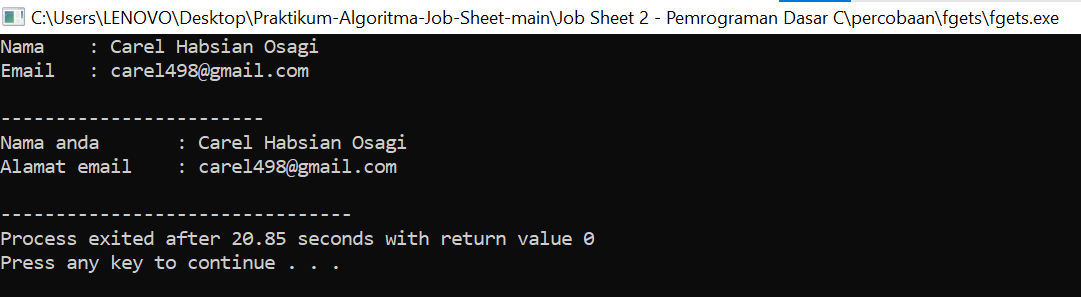 C:\Users\LENOVO\Desktop\Praktikum-Algoritma-Job-Sheet-main\Job Sheet 2 - Pemrograman Dasar C\percobaan\fgets\fgets.exe
Nama    : Carel Habsian Osagi
Email   : carel498@gmail.com
------------------------
Nama anda       : Carel Habsian Osagi
Alamat email    : carel498@gmail.com
--------------------------------
Process exited after 20.85 seconds with return value 0
Press any key to continue . . .